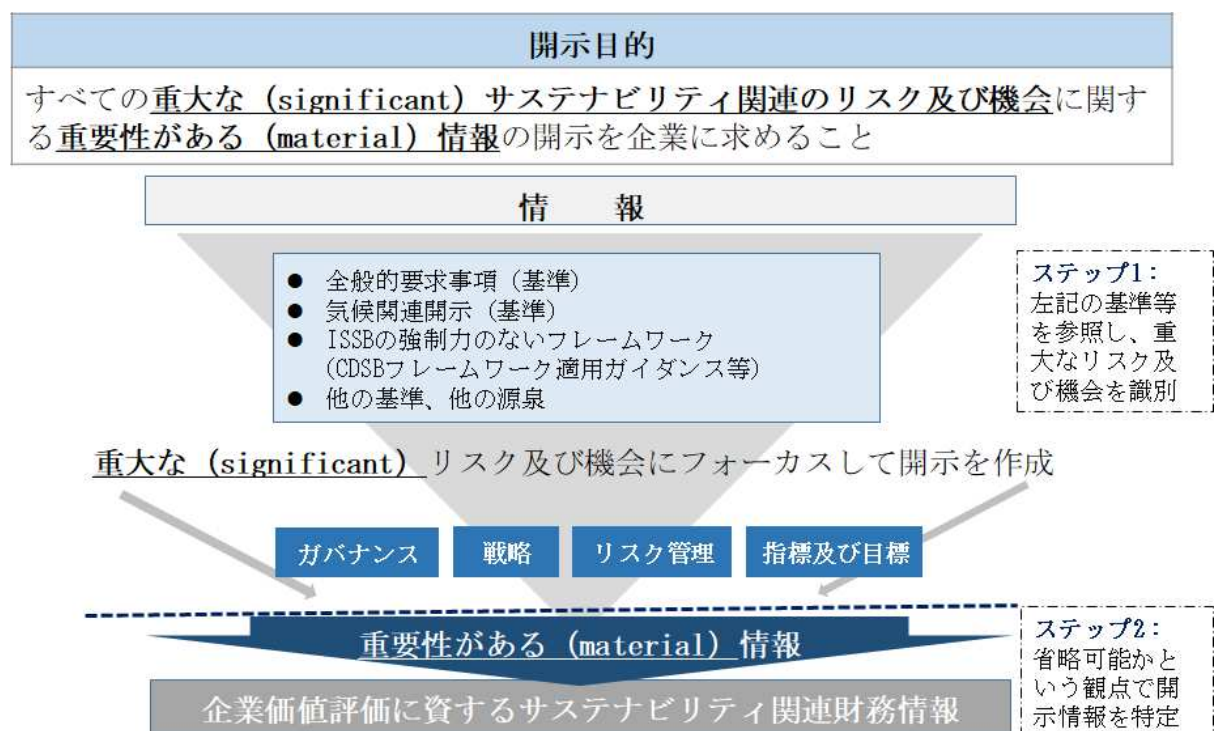 開示目的
すべての重大な（significant）サステナビリティ関連のリスク及び機会に関す
る重要性がある（material）情報の開示を企業に求めること
情　報
● 全般的要求事項（基準）
● 気候関連開示（基準）
● ISSBの強制力のないフレームワーク
（CDSBフレームワーク適用ガイダンス等）
● 他の基準、他の源泉
ステップ1：
左記の基準等
を参照し、重
大なリスク及
び機会を識別
重大な（significant）リスク及び機会にフォーカスして開示を作成
ガバナンス
戦略
リスク管理
指標及び目標
重要性がある（material）情報
企業価値評価に資するサステナビリティ関連財務情報
ステップ2：
省略可能かと
いう観点で開
示情報を特定